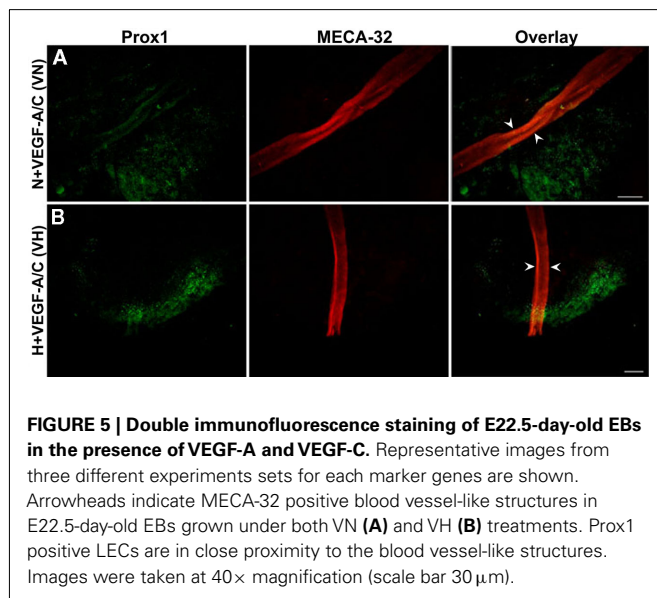 Prox1 MECA-32 Overlay
N+VEGF-A/C (VN)
A
H+VEGF-A/C (VH)
B
FIGURE 5 | Double immunofluorescence staining of E22.5-day-old EBs
in the presence of VEGF-A and VEGF-C. Representative images from
three different experiments sets for each marker genes are shown.
Arrowheads indicate MECA-32 positive blood vessel-like structures in
E22.5-day-old EBs grown under both VN (A) and VH (B) treatments. Prox1
positive LECs are in close proximity to the blood vessel-like structures.
Images were taken at 40× magnification (scale bar 30 μm).